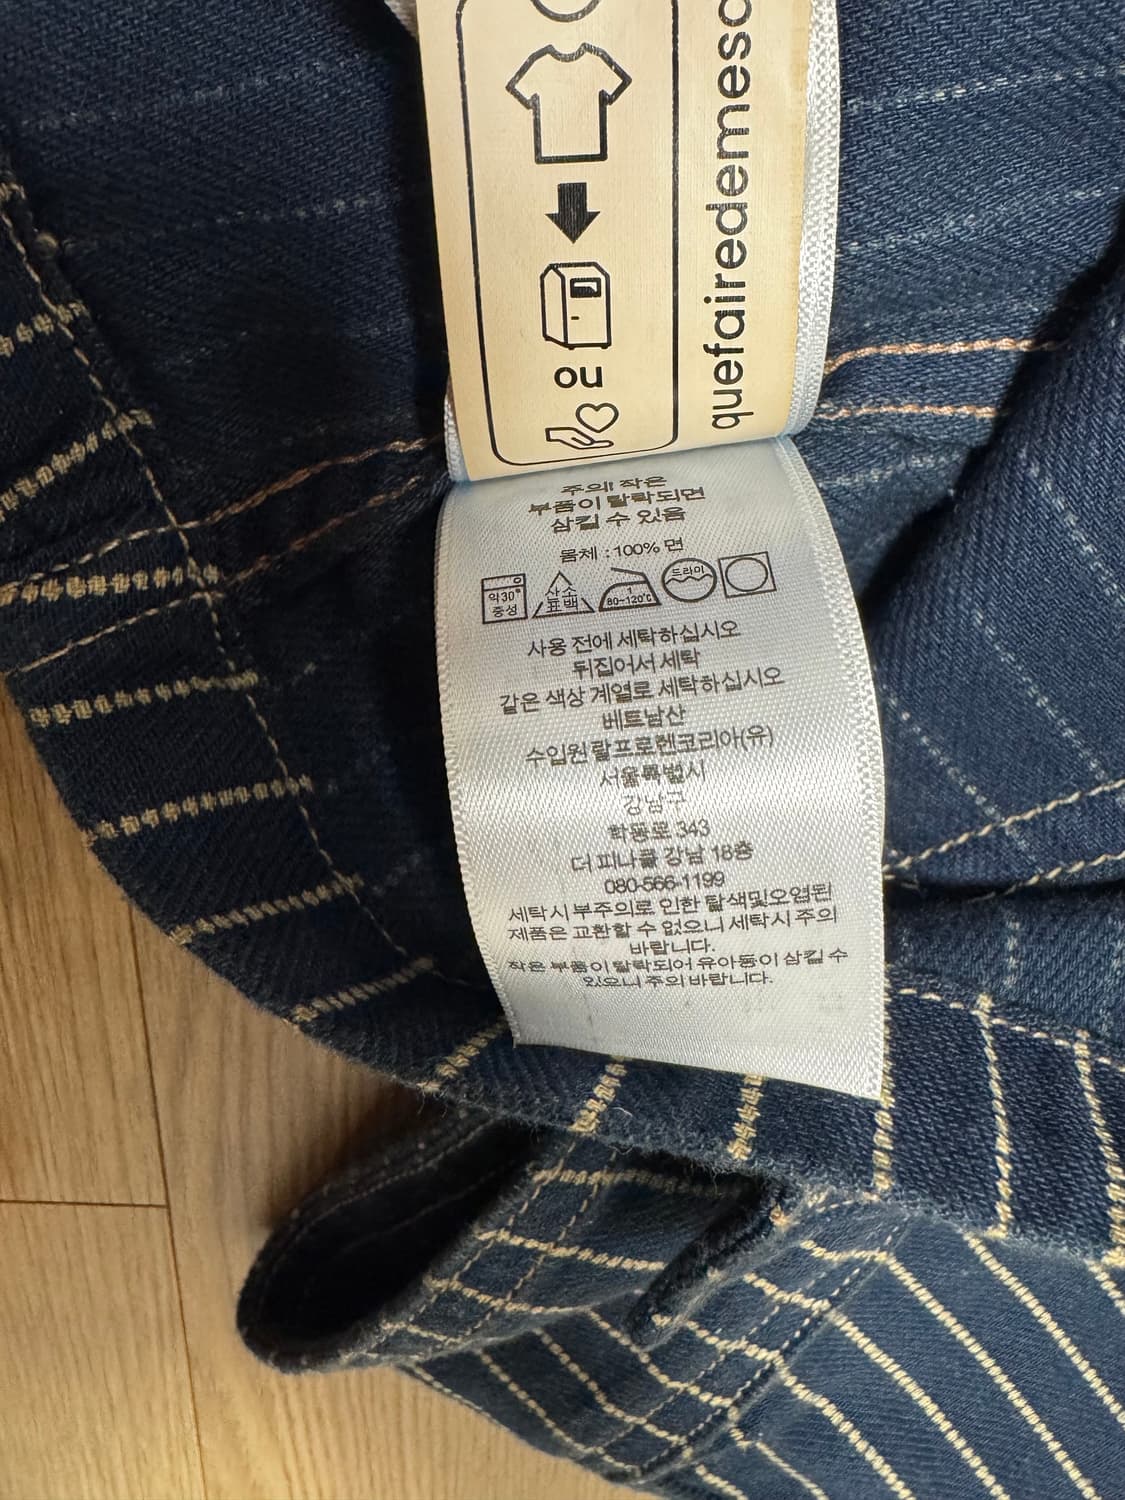 ou
quefairedemes
주의! 작은
부품이 탈락되면
삼킬 수 있음
몸체 : 100% 면
약30°
중성
산소
표백
1
80~120℃
드라이
사용 전에 세탁하십시오
뒤집어서 세탁
같은 색상 계열로 세탁하십시오
베트남산
수입원 랄프로렌코리아(유)
서울특별시
강남구
학동로 343
더 피나클 강남 18층
080-566-1199
세탁시 부주의로 인한 탈색및오염된
제품은 교환할 수 없으니 세탁시 주의
바랍니다.
작은 부품이 탈락되어 유아등이 삼킬 수
있으니 주의 바랍니다.